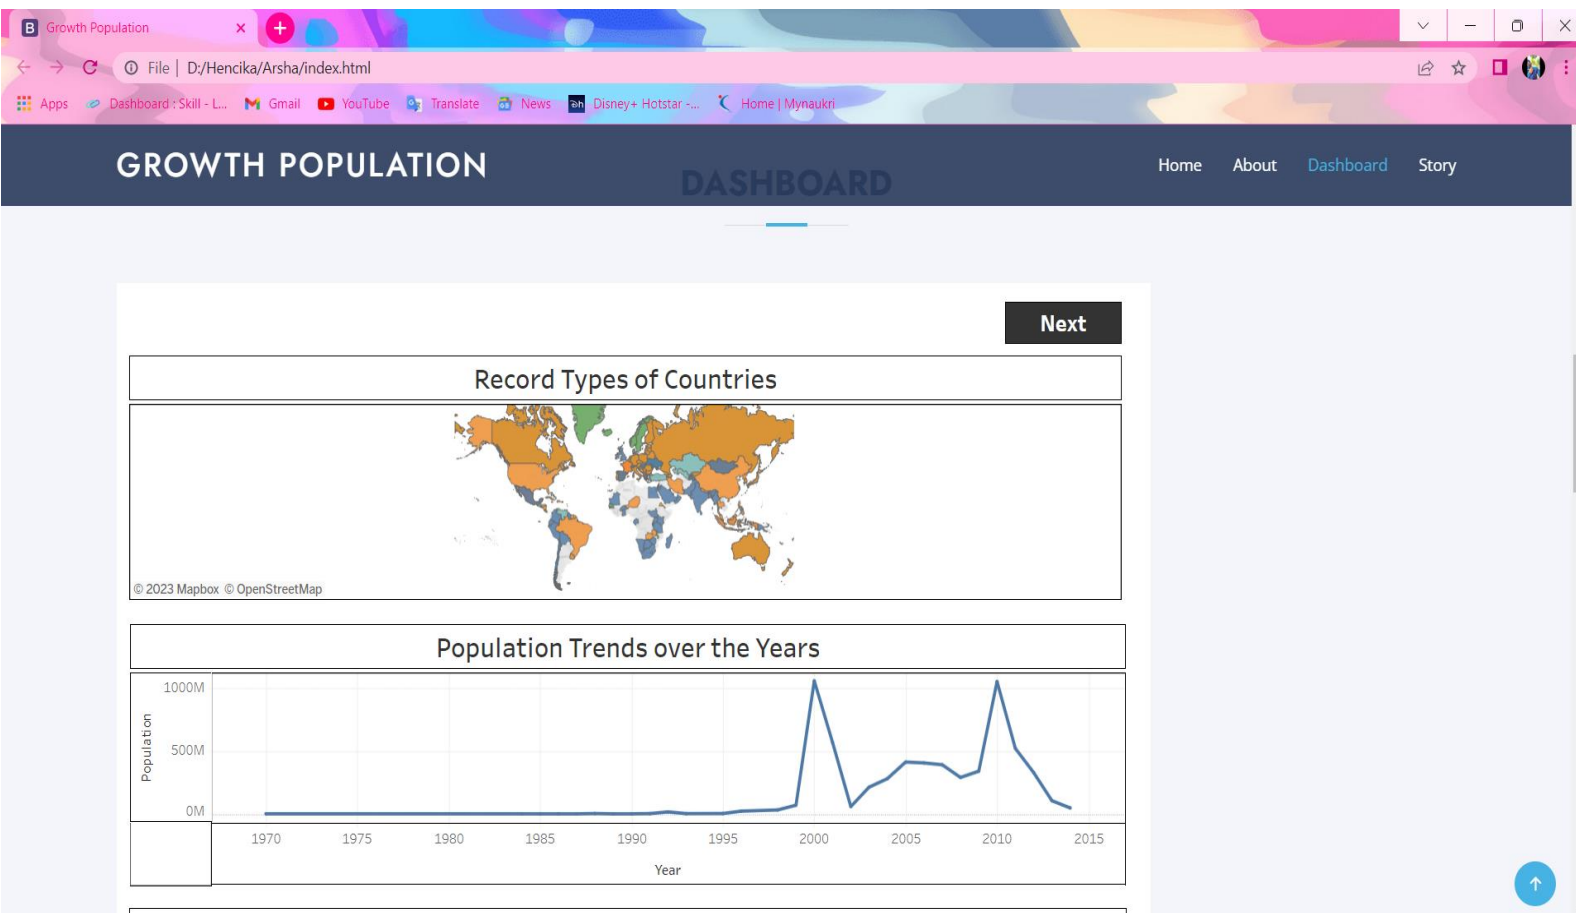 B Growth Population
File | D:/Hencika/Arsha/index.html
Apps Dashboard : Skill - L... Gmail YouTube Translate News Disney+ Hotstar -... Home | Mynaukri
GROWTH POPULATION
DASHBOARD
Home About Dashboard Story
Next
Record Types of Countries
© 2023 Mapbox © OpenStreetMap
Population Trends over the Years
Population
1000M
500M
0M
1970 1975 1980 1985 1990 1995 2000 2005 2010 2015
Year